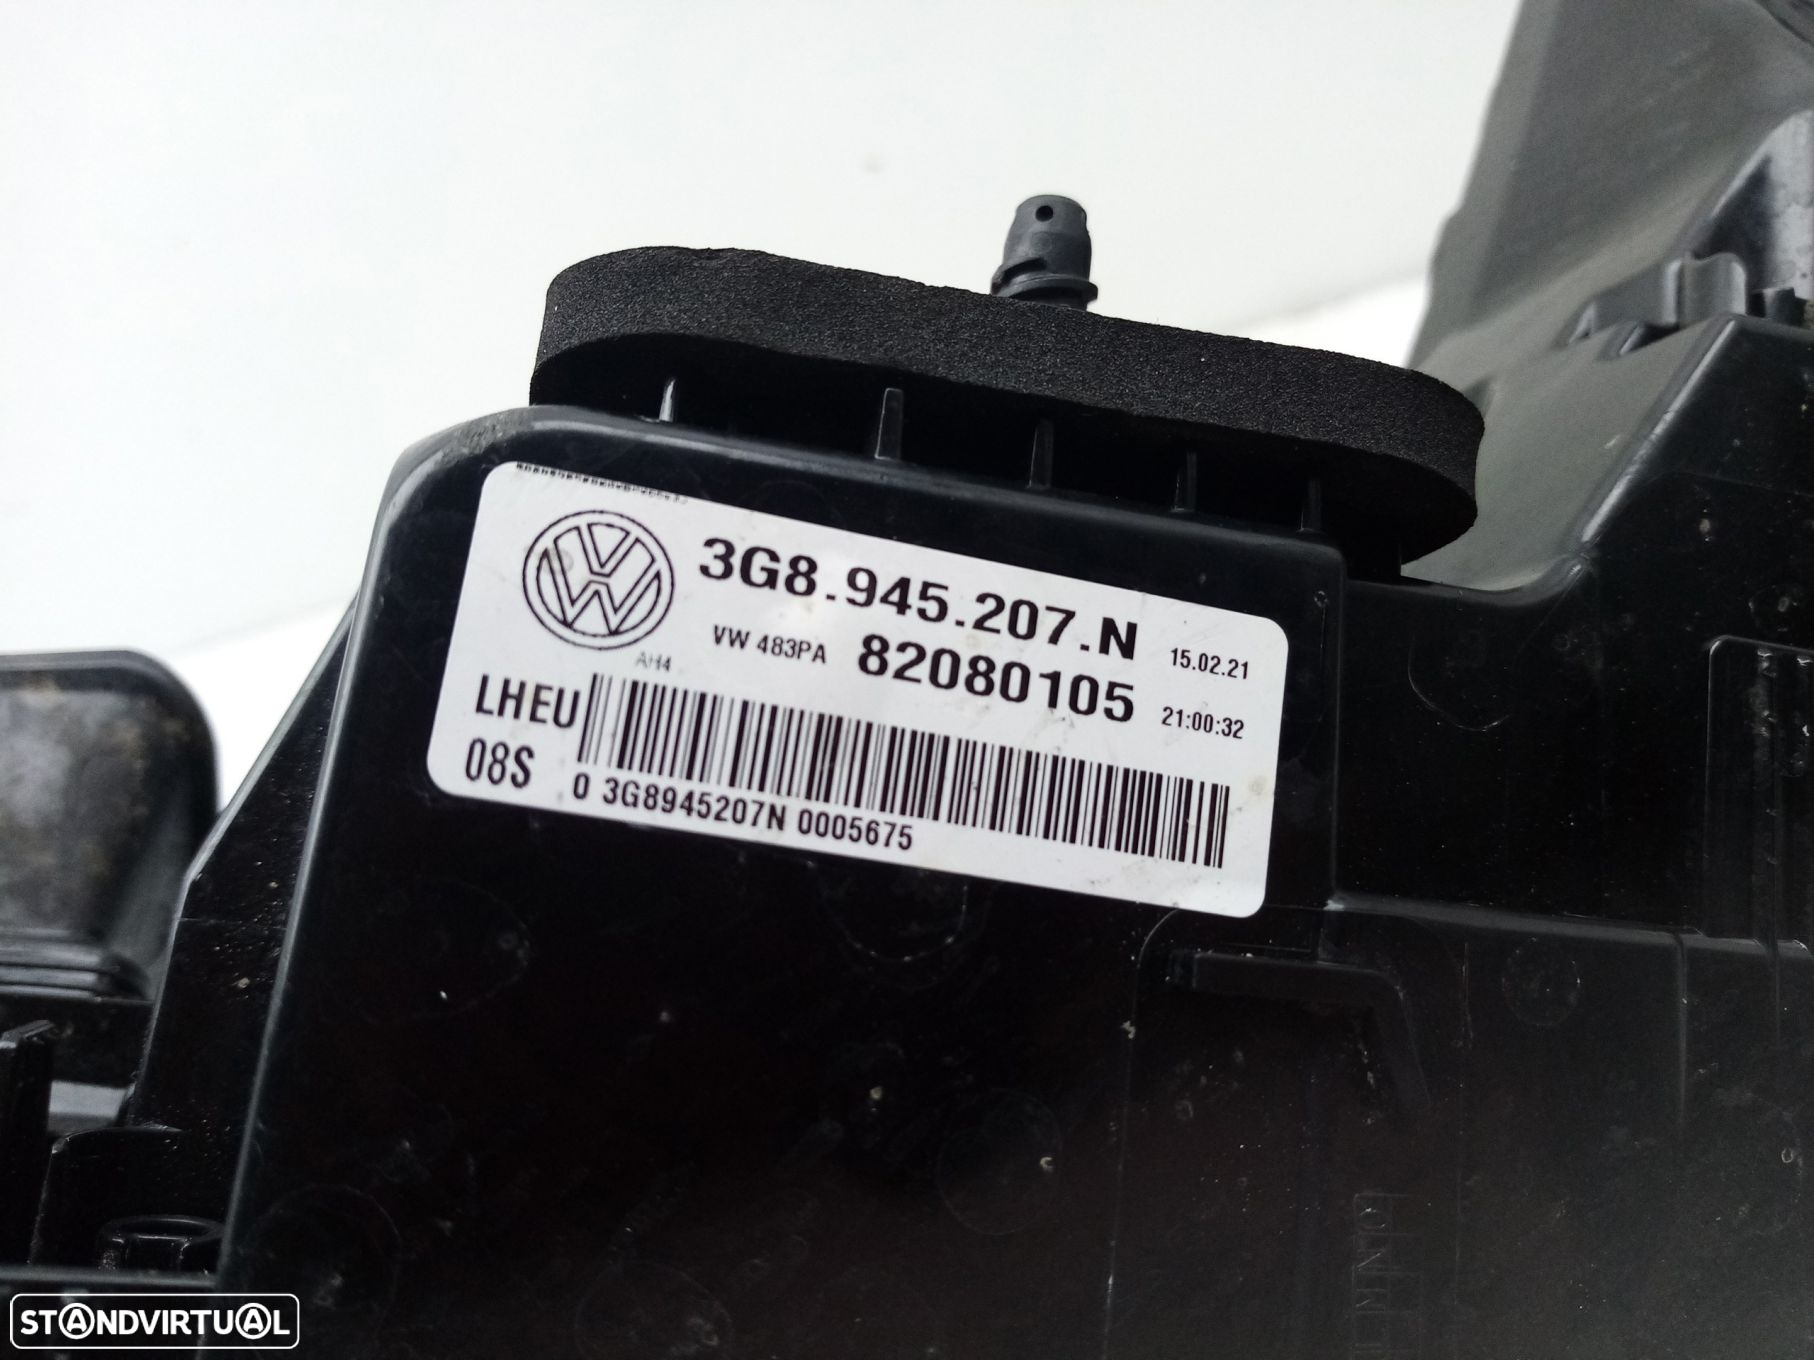 3G8.945.207.N
VW 483PA 82080105
15.02.21
21:00:32
AH4
LHEU
08S
0 3G8945207N 0005675
STANDVIRTUAL